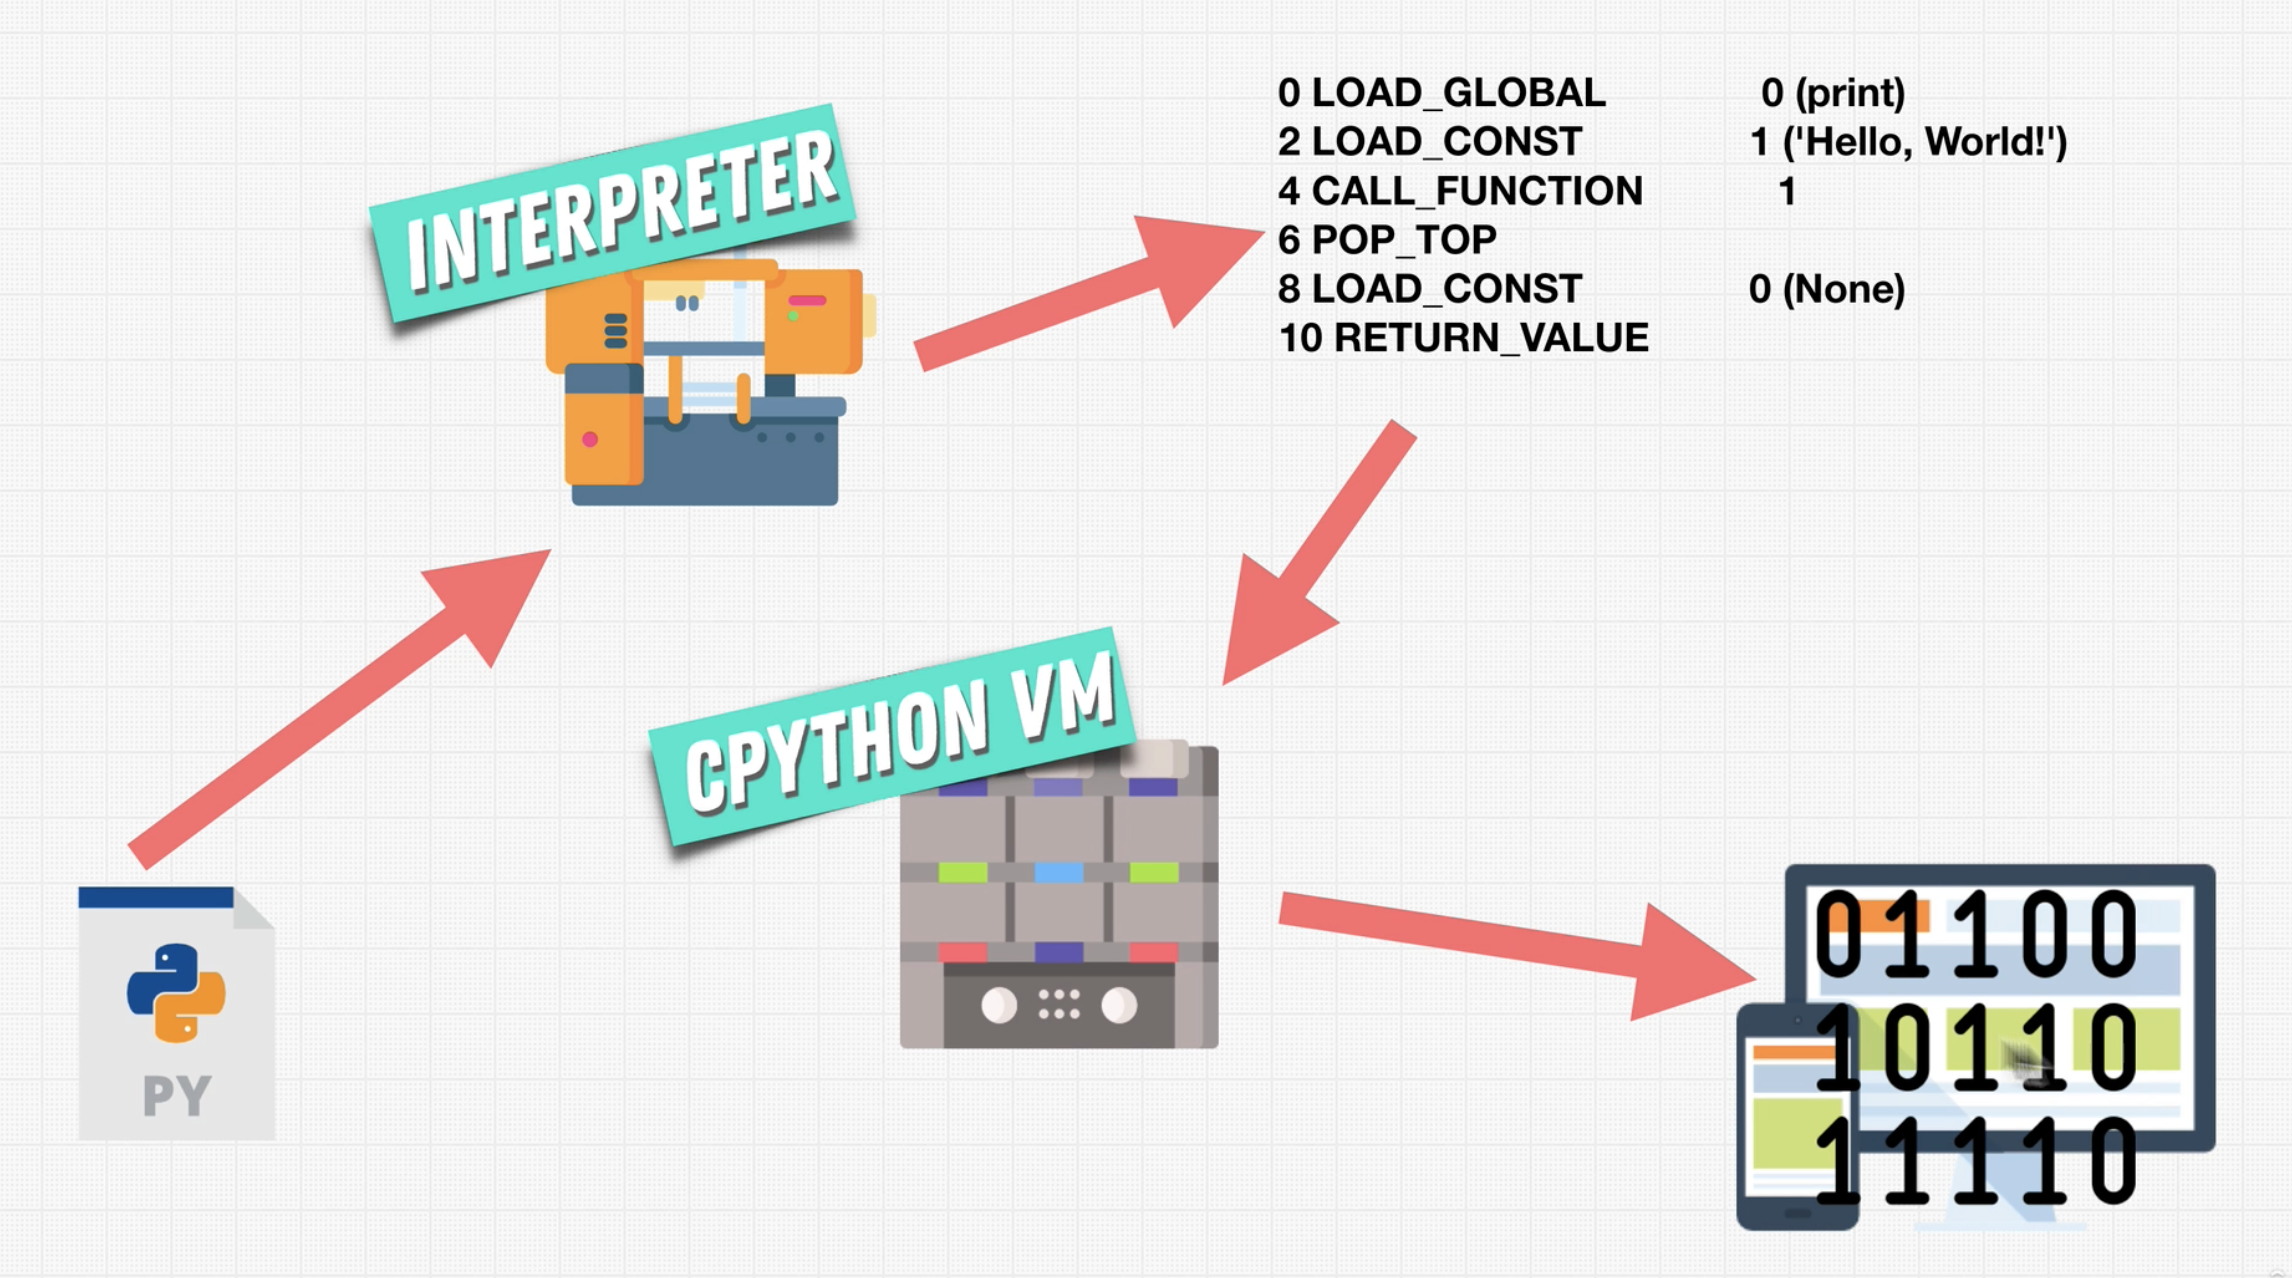 INTERPRETER
0 LOAD_GLOBAL 0 (print)
2 LOAD_CONST 1 ('Hello, World!')
4 CALL_FUNCTION 1
6 POP_TOP
8 LOAD_CONST 0 (None)
10 RETURN_VALUE
CPYTHON VM
PY
01100
10110
11110